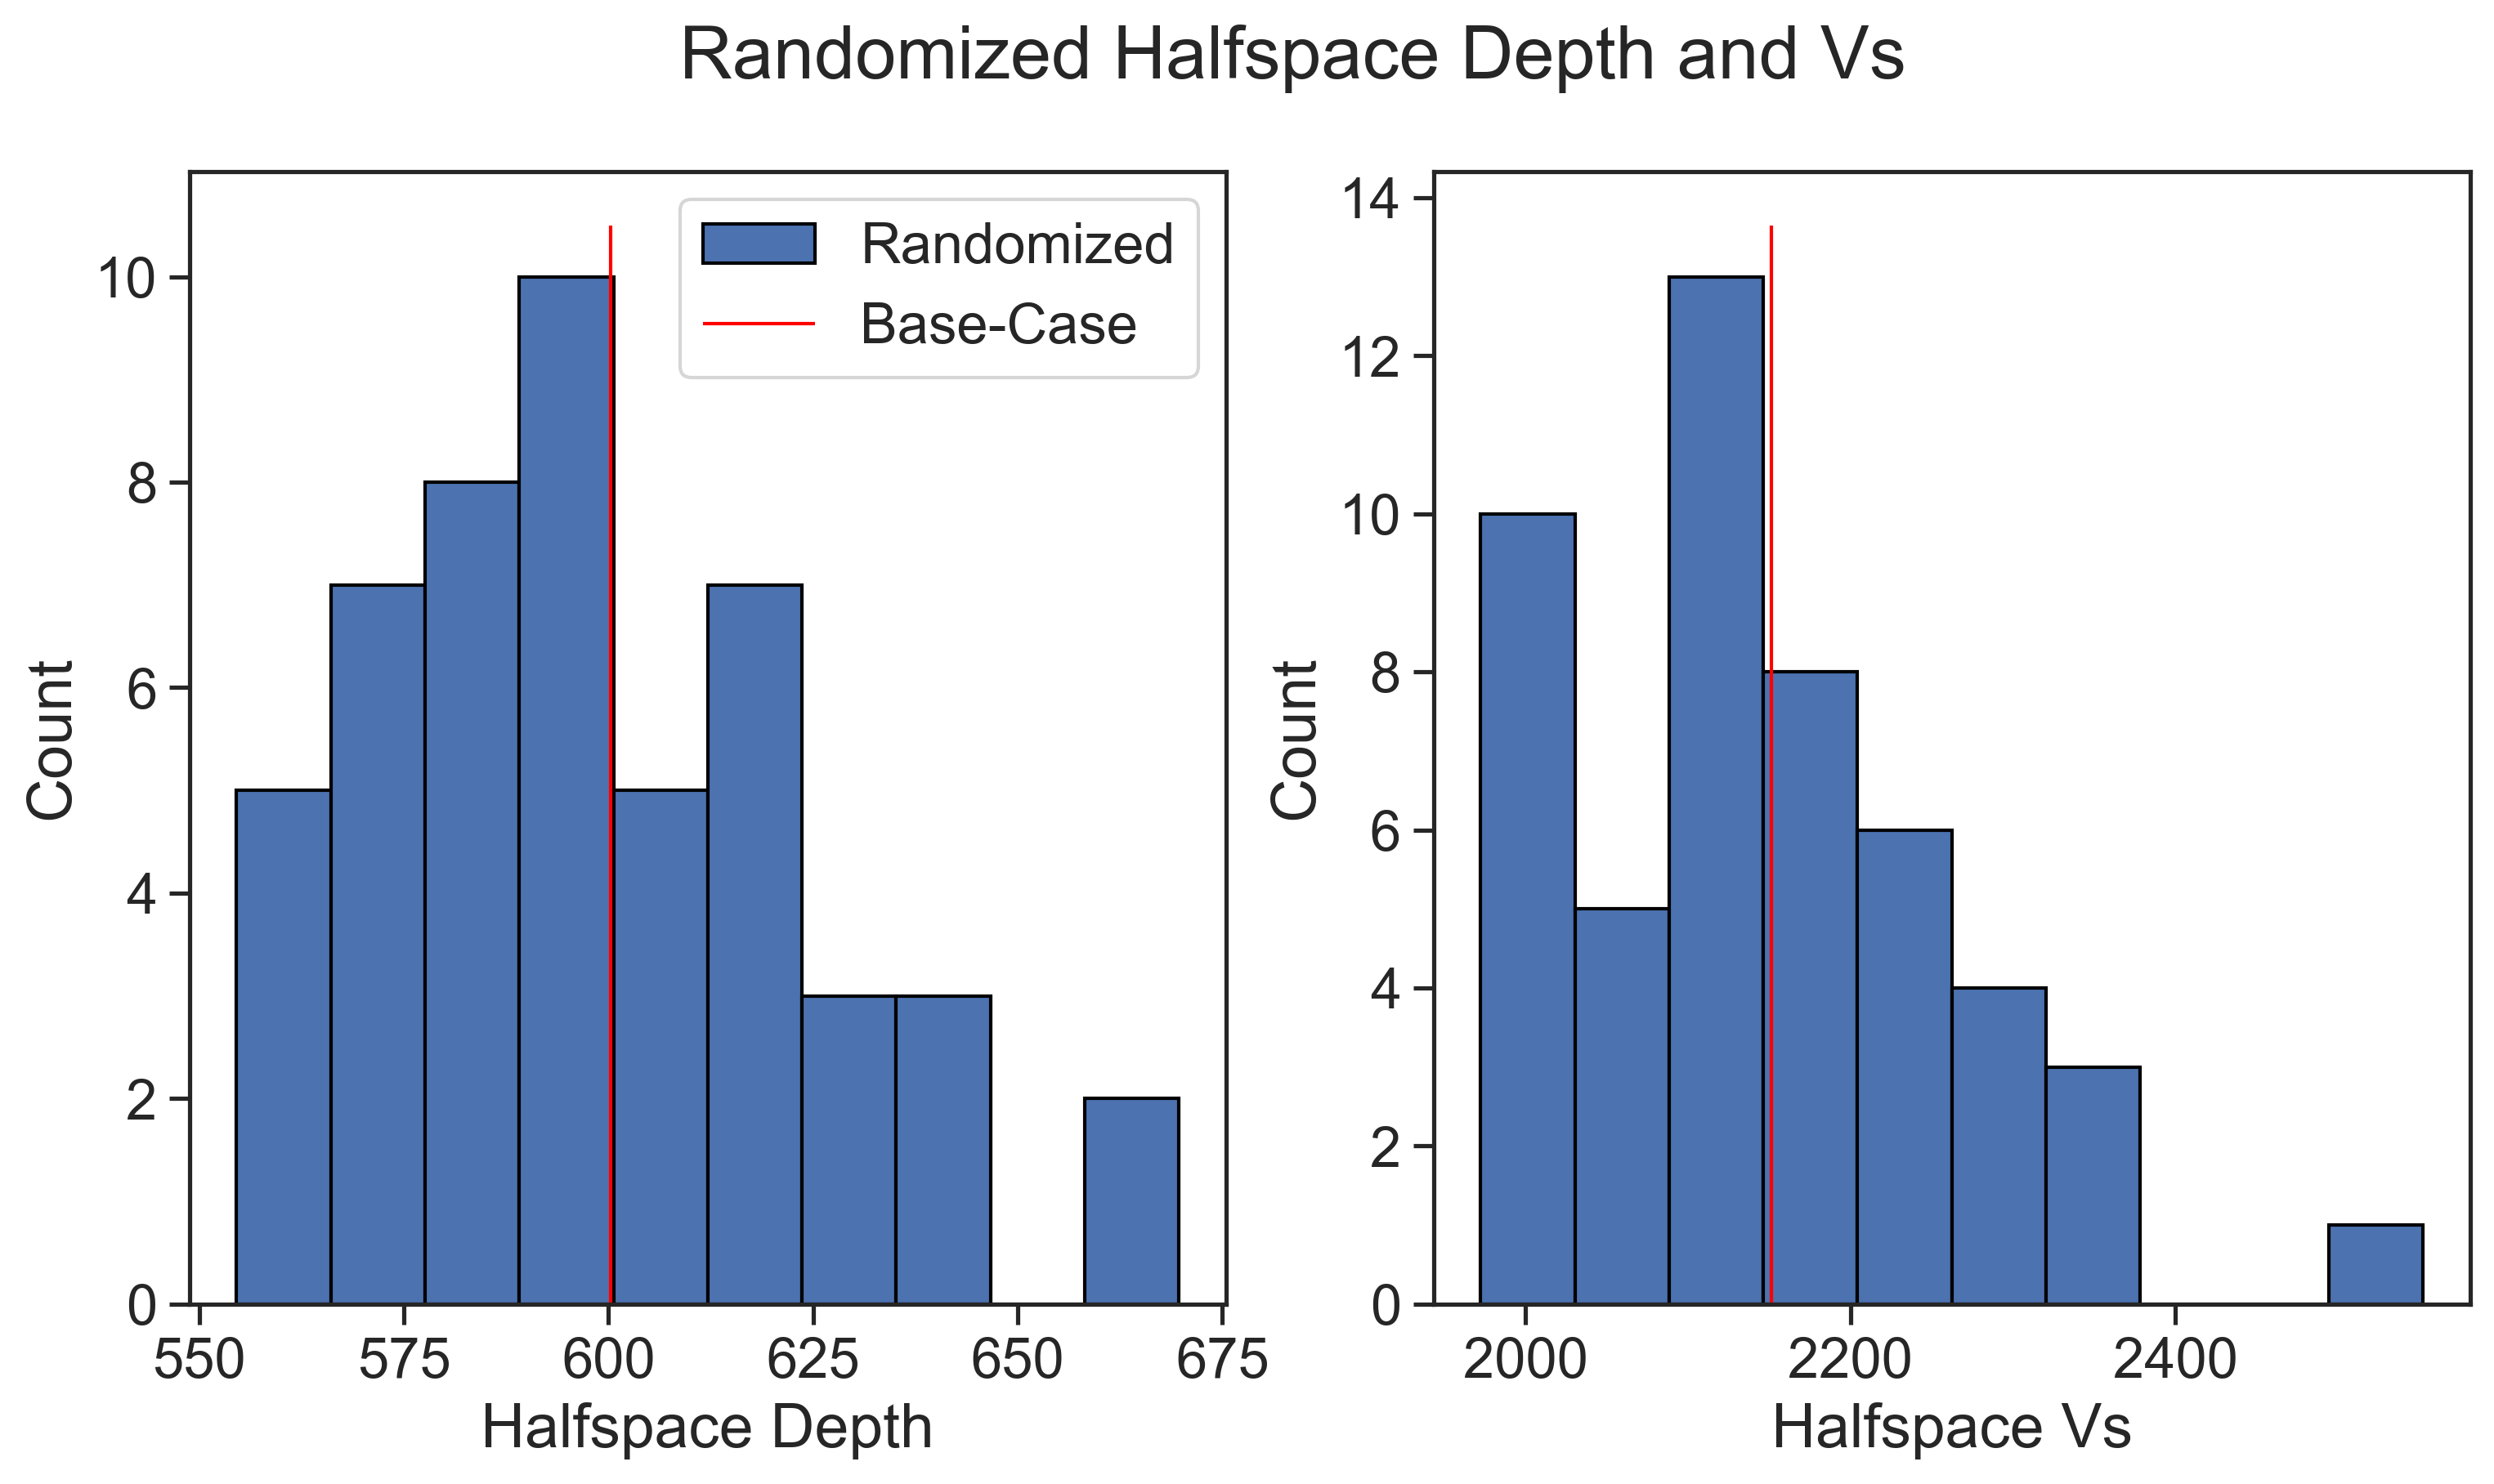 Randomized Halfspace Depth and Vs
Randomized
Base-Case
Count
10
8
6
4
2
0
550 575 600 625 650 675
Halfspace Depth
Count
14
12
10
8
6
4
2
0
2000 2200 2400
Halfspace Vs